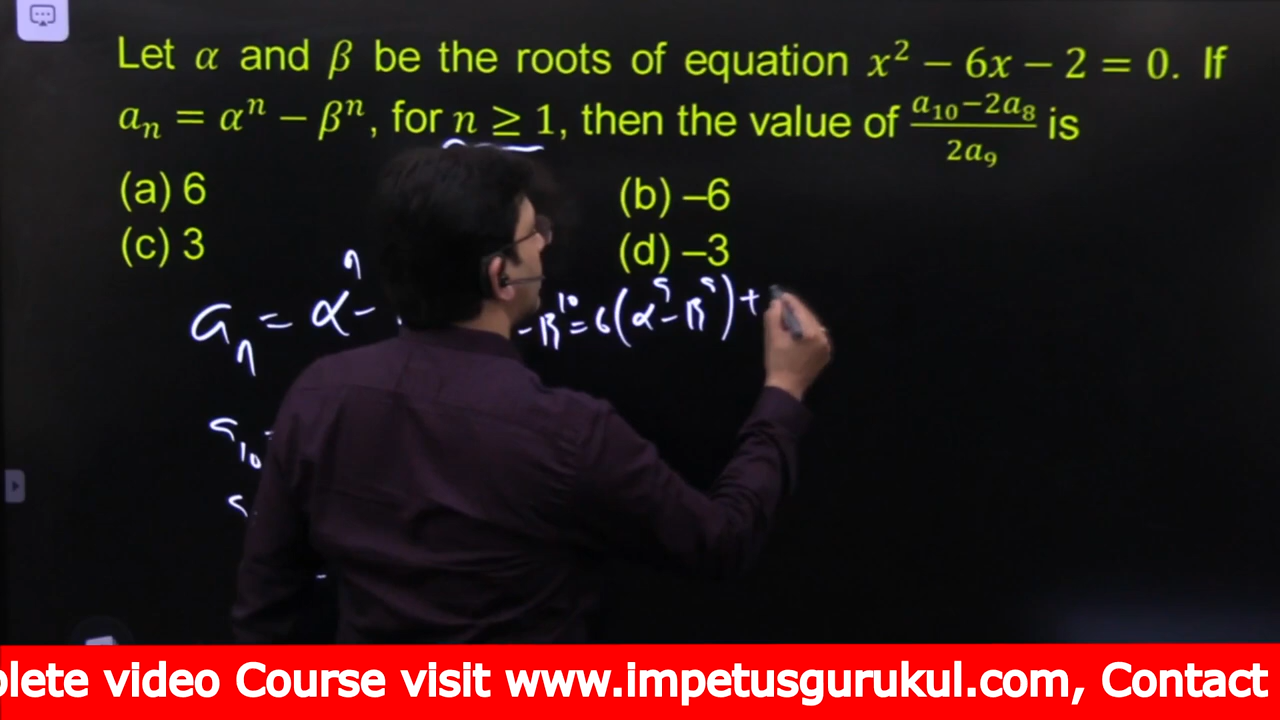 Let α and β be the roots of equation x² − 6x − 2 = 0. If
aₙ = αⁿ − βⁿ, for n ≥ 1, then the value of (a₁₀−2a₈)/(2a₉) is
(a) 6 (b) –6
(c) 3 (d) –3
aₙ = αⁿ − − β¹⁰ = 6(α⁹ − β⁹) +
a₁₀
plete video Course visit www.impetusgurukul.com, Contact